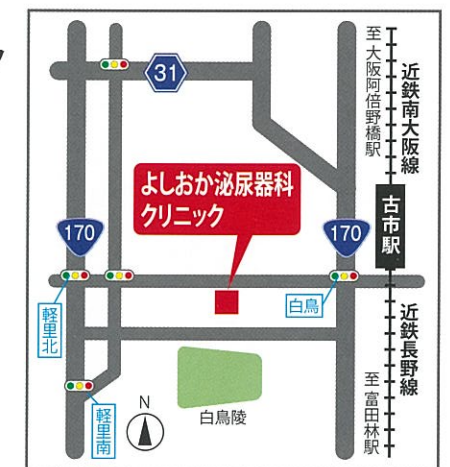 31
至 大阪阿倍野橋駅
近鉄南大阪線
よしおか泌尿器科
クリニック
170
170
古市駅
軽里北
白鳥
近鉄長野線
軽里南
N
白鳥陵
至 富田林駅